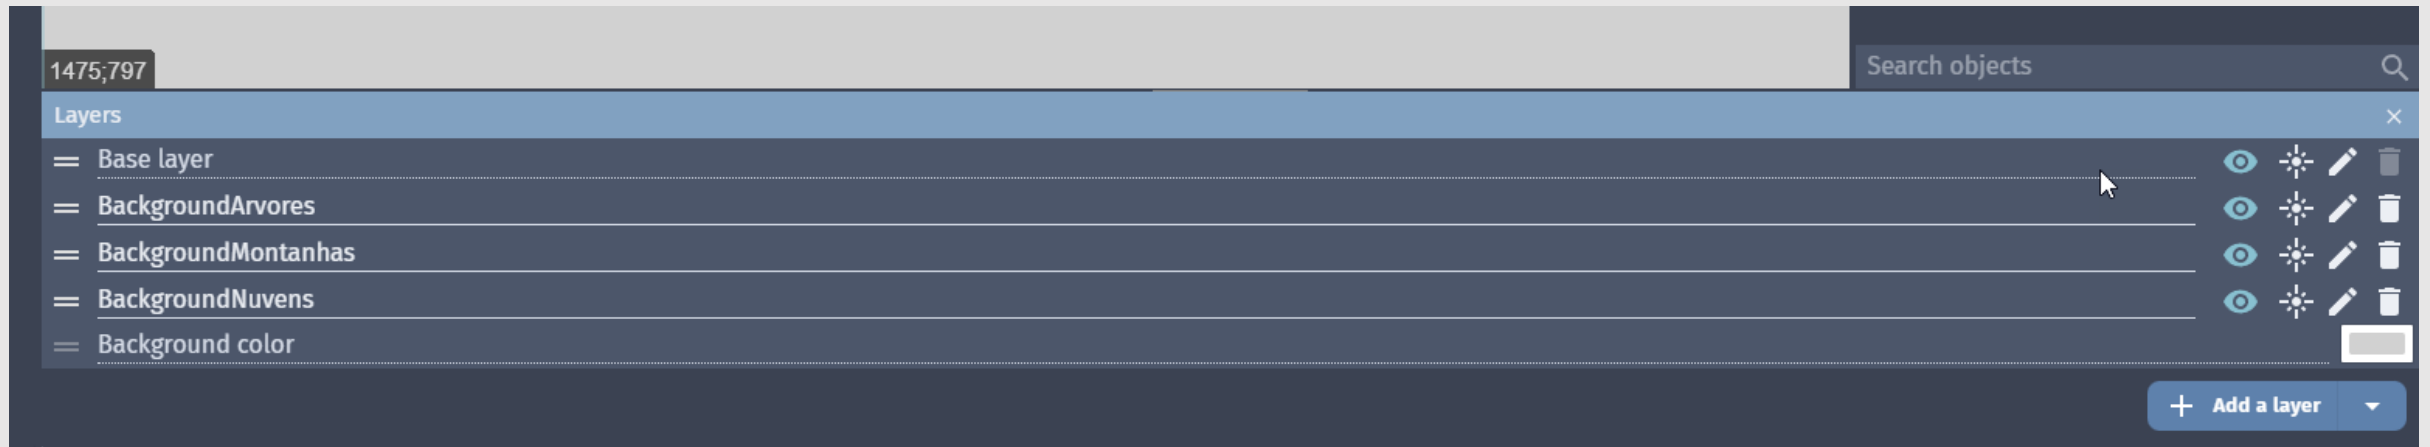 1475;797
Search objects
Layers
Base layer
BackgroundArvores
BackgroundMontanhas
BackgroundNuvens
Background color
Add a layer